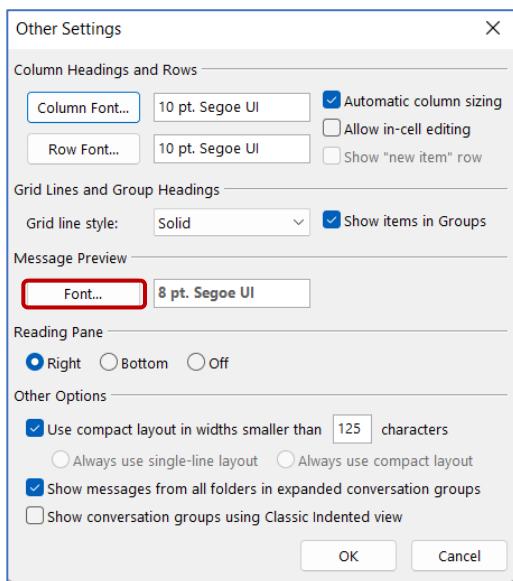 Other Settings
Column Headings and Rows
Column Font...
10 pt. Segoe UI
Automatic column sizing
Allow in-cell editing
Row Font...
10 pt. Segoe UI
Show "new item" row
Grid Lines and Group Headings
Grid line style:
Solid
Show items in Groups
Message Preview
Font...
8 pt. Segoe UI
Reading Pane
Right
Bottom
Off
Other Options
Use compact layout in widths smaller than 125 characters
Always use single-line layout
Always use compact layout
Show messages from all folders in expanded conversation groups
Show conversation groups using Classic Indented view
OK
Cancel